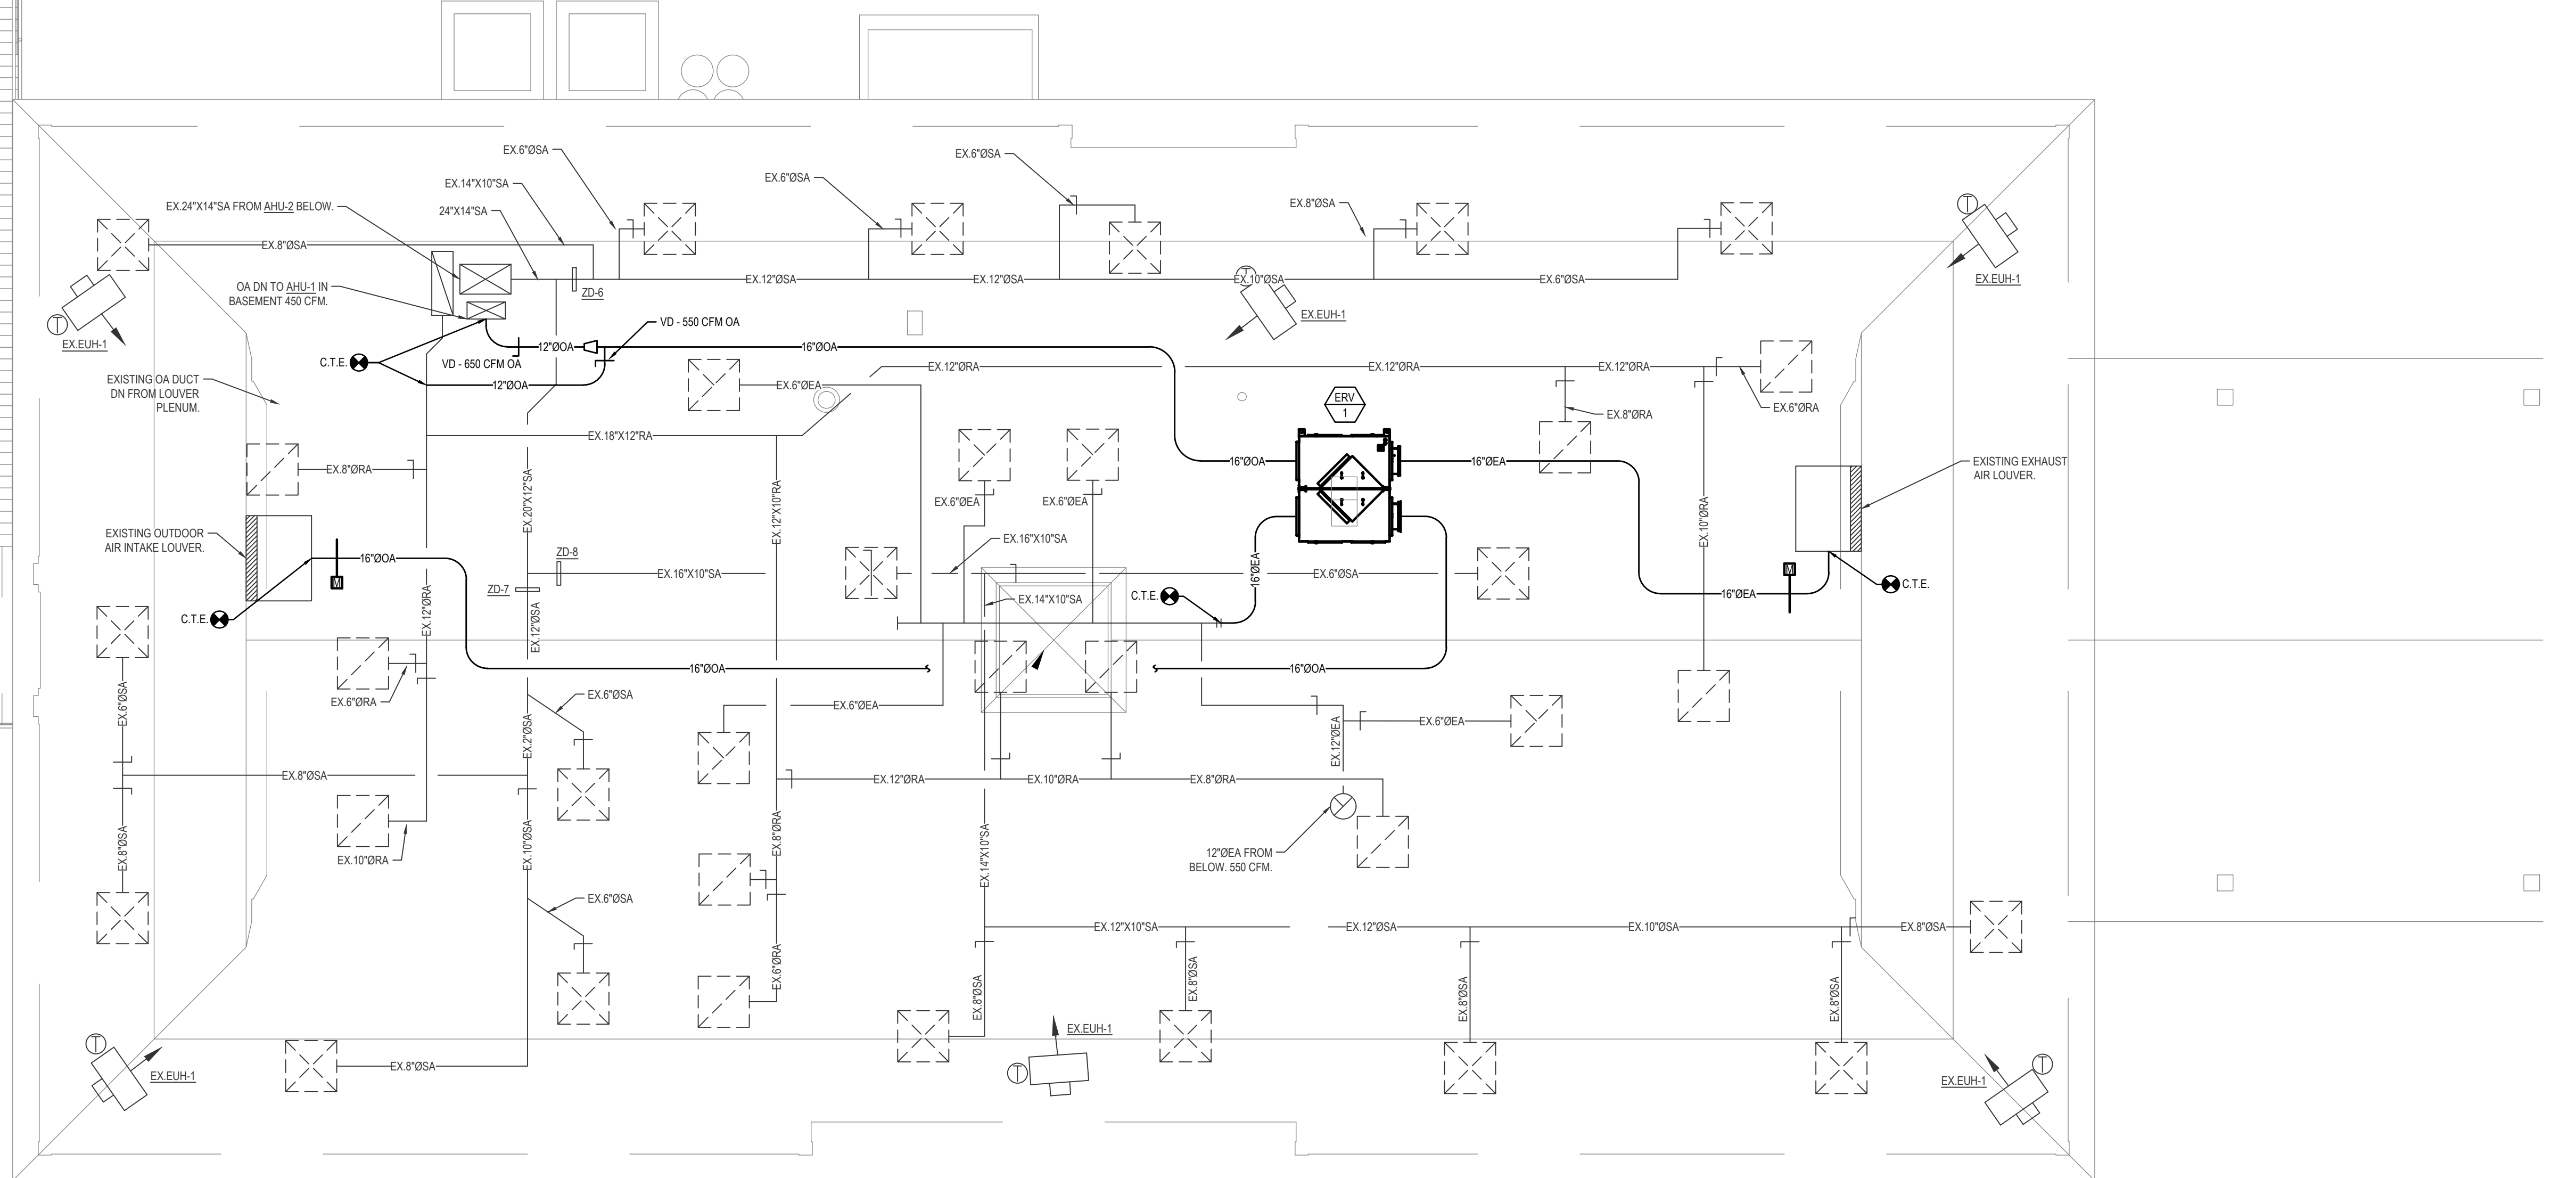 EX.6"ØSA
EX.6"ØSA
EX.6"ØSA
EX.14"X10"SA
EX.8"ØSA
EX.24"X14"SA FROM AHU-2 BELOW.
24"X14"SA
EX.8"ØSA
EX.12"ØSA
EX.12"ØSA
EX.10"ØSA
EX.6"ØSA
T
T
EX.EUH-1
OA DN TO AHU-1 IN
BASEMENT 450 CFM.
ZD-6
EX.EUH-1
T
EX.EUH-1
VD - 550 CFM OA
12"ØOA
16"ØOA
C.T.E.
VD - 650 CFM OA
EX.12"ØRA
EX.12"ØRA
EX.12"ØRA
EXISTING OA DUCT
DN FROM LOUVER
PLENUM.
12"ØOA
EX.6"ØEA
ERV
1
EX.8"ØRA
EX.6"ØRA
EX.18"X12"RA
EX.8"ØRA
16"ØOA
16"ØEA
EXISTING EXHAUST
AIR LOUVER.
EX.20"X12"SA
EX.12"X10"RA
EX.6"ØEA
EX.6"ØEA
EX.10"ØRA
EXISTING OUTDOOR
AIR INTAKE LOUVER.
EX.16"X10"SA
ZD-8
16"ØOA
M
EX.16"X10"SA
EX.6"ØSA
16"ØEA
M
C.T.E.
ZD-7
EX.12"ØRA
EX.12"ØSA
EX.14"X10"SA
C.T.E.
16"ØEA
C.T.E.
16"ØOA
16"ØOA
EX.6"ØSA
EX.6"ØRA
EX.6"ØSA
EX.6"ØEA
EX.6"ØEA
EX.12"ØEA
EX.2"ØSA
EX.8"ØSA
EX.12"ØRA
EX.10"ØRA
EX.8"ØRA
EX.8"ØSA
EX.10"ØRA
EX.10"ØSA
EX.8"ØRA
EX.14"X10"SA
12"ØEA FROM
BELOW. 550 CFM.
EX.6"ØSA
EX.12"X10"SA
EX.12"ØSA
EX.10"ØSA
EX.8"ØSA
EX.6"ØRA
EX.8"ØSA
EX.8"ØSA
EX.8"ØSA
EX.8"ØSA
T
EX.EUH-1
EX.8"ØSA
EX.EUH-1
T
EX.EUH-1
T